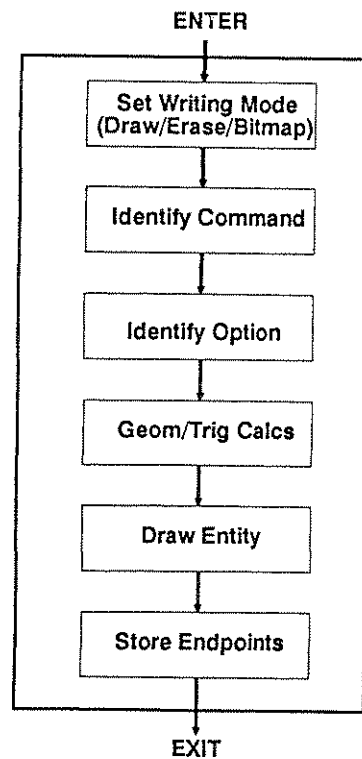 ENTER
Set Writing Mode
(Draw/Erase/Bitmap)
Identify Command
Identify Option
Geom/Trig Calcs
Draw Entity
Store Endpoints
EXIT